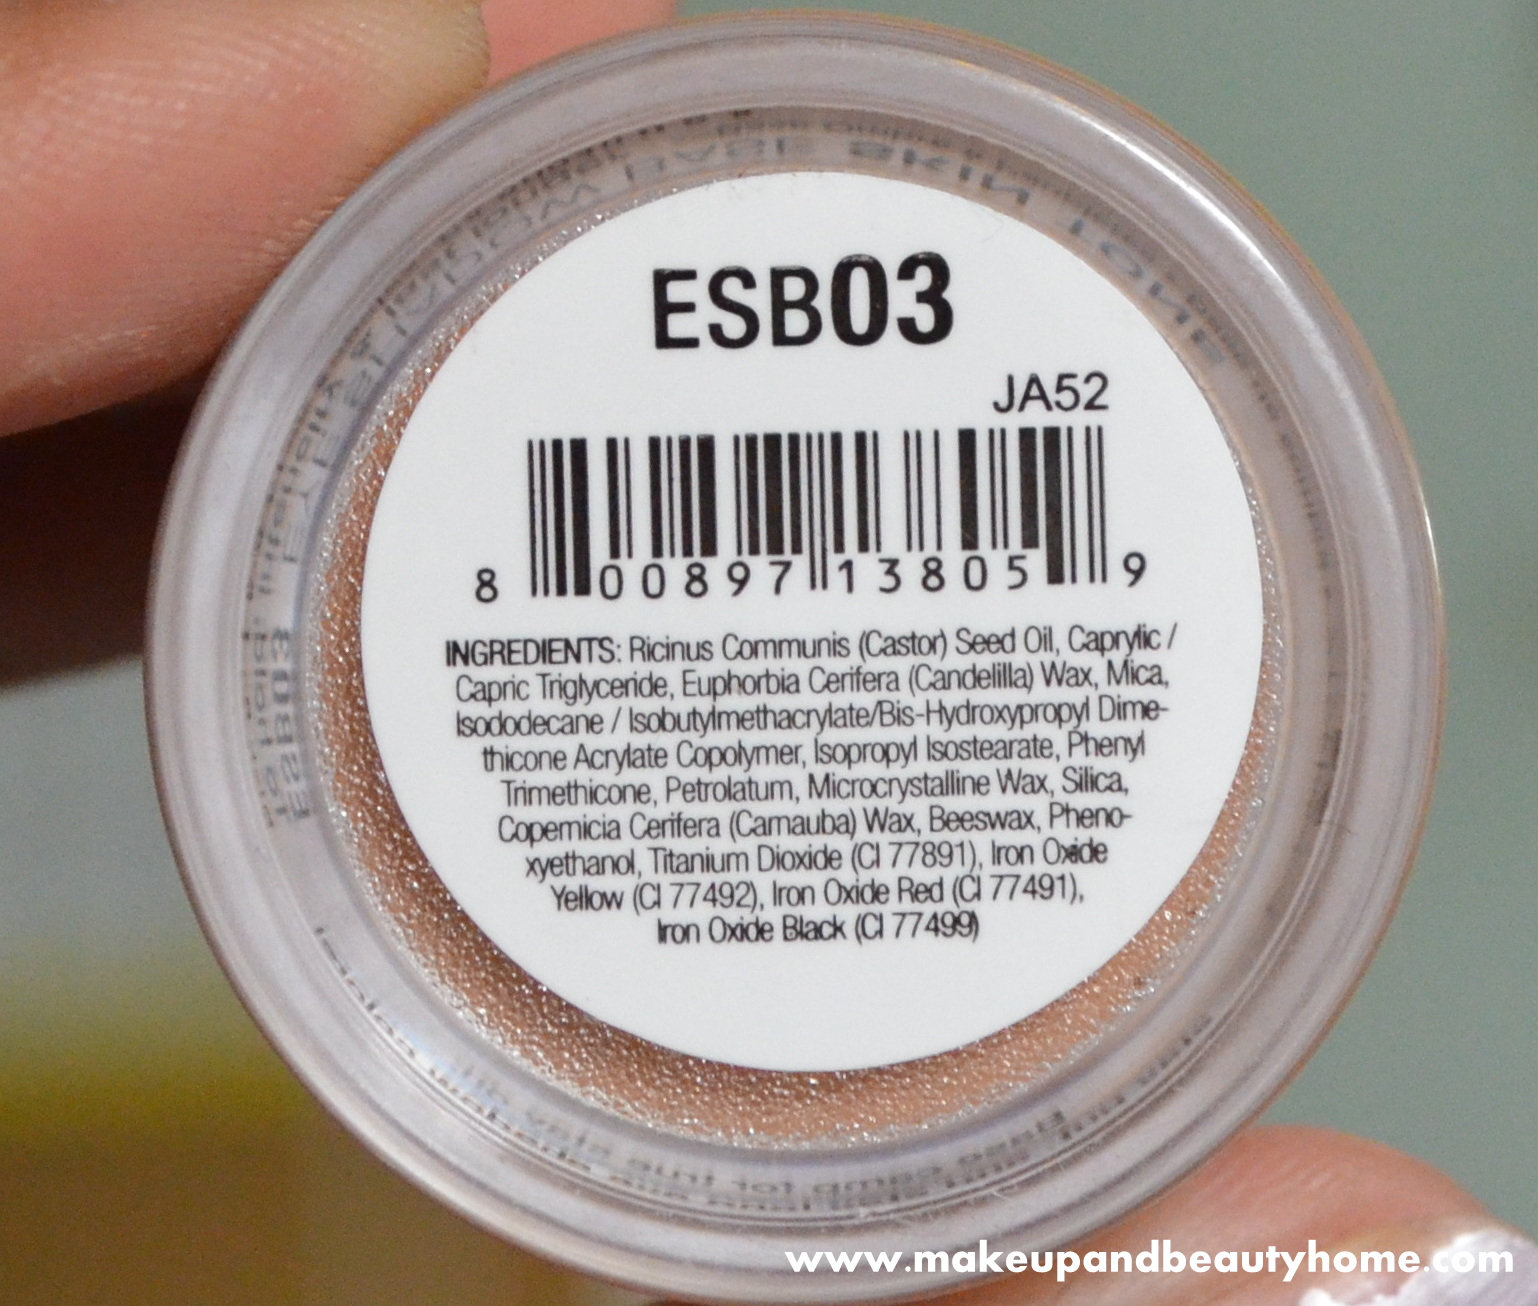 ESB03
JA52
8 00897 13805 9
INGREDIENTS: Ricinus Communis (Castor) Seed Oil, Caprylic /
Capric Triglyceride, Euphorbia Cerifera (Candelilla) Wax, Mica,
Isododecane / Isobutylmethacrylate/Bis-Hydroxypropyl Dime-
thicone Acrylate Copolymer, Isopropyl Isostearate, Phenyl
Trimethicone, Petrolatum, Microcrystalline Wax, Silica,
Copernicia Cerifera (Carnauba) Wax, Beeswax, Pheno-
xyethanol, Titanium Dioxide (CI 77891), Iron Oxide
Yellow (CI 77492), Iron Oxide Red (CI 77491),
Iron Oxide Black (CI 77499)
SKIN TONE
ESB03
www.makeupandbeautyhome.com